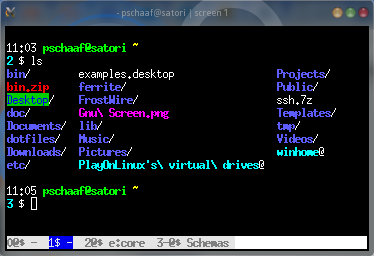 - pschaaf@satori | screen 1
11:03 pschaaf@satori ~
2 $ ls
bin/ examples.desktop Projects/
bin.zip ferrite/ Public/
Desktop/ FrostWire/ ssh.7z
doc/ Gnu\ Screen.png Templates/
Documents/ lib/ tmp/
dotfiles/ Music/ Videos/
Downloads/ Pictures/ winhome@
etc/ PlayOnLinux's\ virtual\ drives@
11:05 pschaaf@satori ~
3 $
0@$ - 1$ - 2@$ e:core 3-@$ Schemas